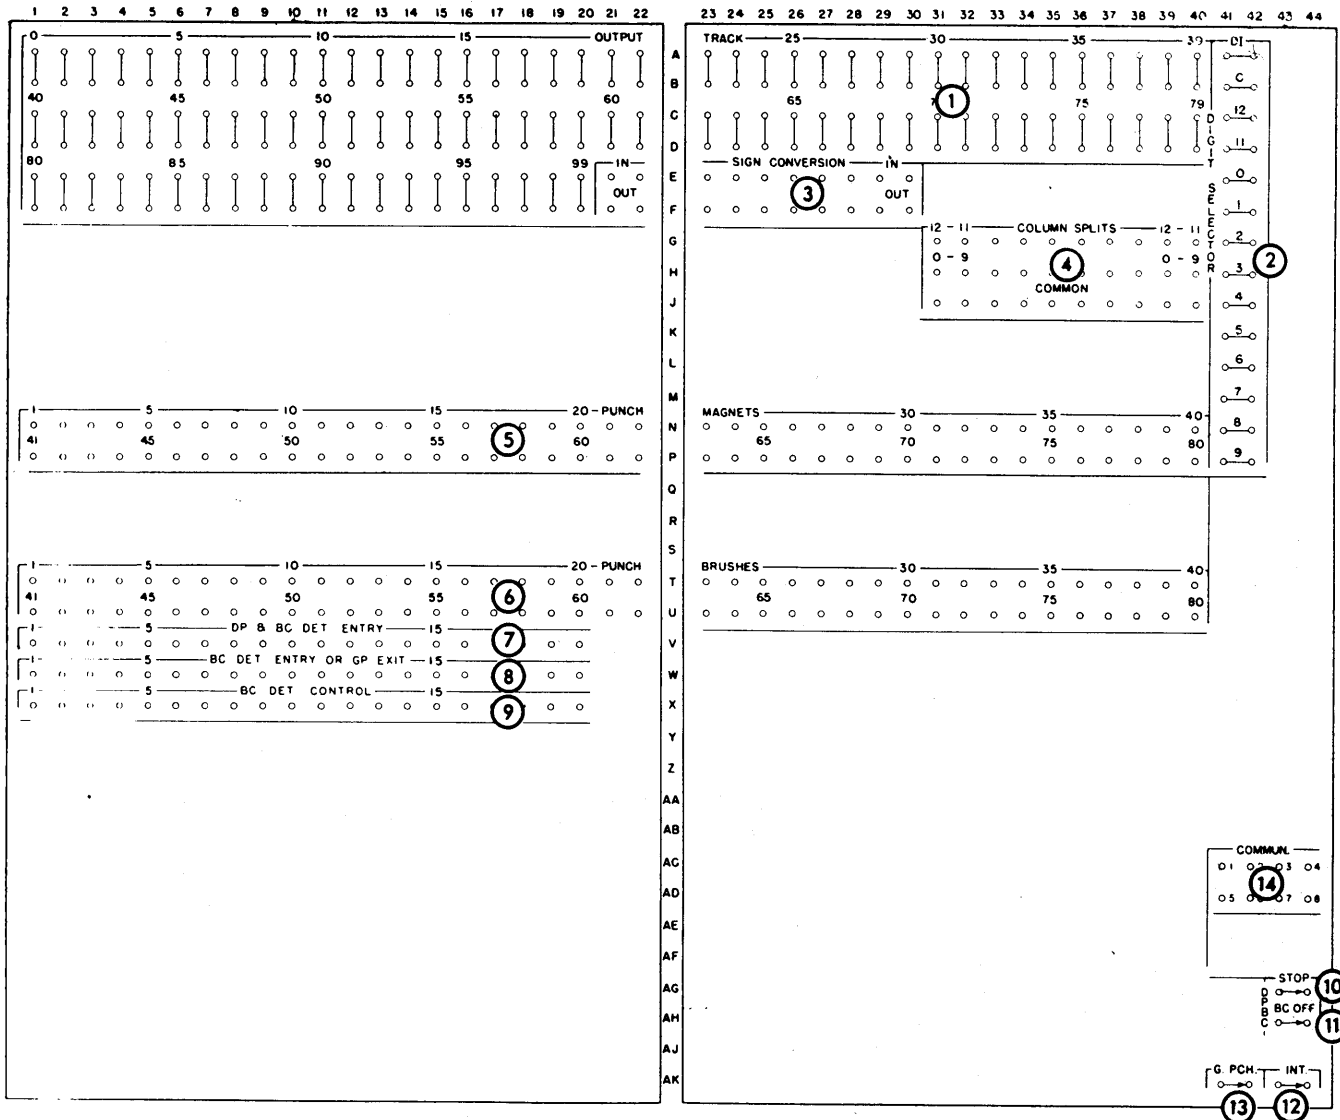 1 2 3 4 5 6 7 8 9 10 11 12 13 14 15 16 17 18 19 20 21 22 23 24 25 26 27 28 29 30 31 32 33 34 35 36 37 38 39 40 41 42 43 44
0 5 10 15 OUTPUT TRACK 25 30 35 39 DI
A
B C
40 45 50 55 60 65 1 75 79
C 12
D 11
80 85 90 95 99 IN SIGN CONVERSION IN
E 0
OUT 3 OUT
F 1
DIGIT SELECTOR
12 - 11 COLUMN SPLITS 12 - 11
G 2
0 - 9 4 0 - 9 2
H 3
COMMON
J 4
K 5
L 6
M 7
1 5 10 15 20 - PUNCH MAGNETS 30 35 40
N 8
41 45 50 5 55 60 65 70 75 80
P 9
Q
R
S
1 5 10 15 20 - PUNCH BRUSHES 30 35 40
T
41 45 50 55 6 60 65 70 75 80
U
1 5 DP & BC DET ENTRY 15 7
V
1 5 BC DET ENTRY OR GP EXIT 15 8
W
1 5 BC DET CONTROL 15 9
X
Y
Z
AA
AB
COMMUN.
AC 1 2 3 4
14
AD 5 7 8
AE
AF
STOP
AG 10
DPBC
BC OFF
AH 11
AJ
G. PCH. INT.
AK
13 12